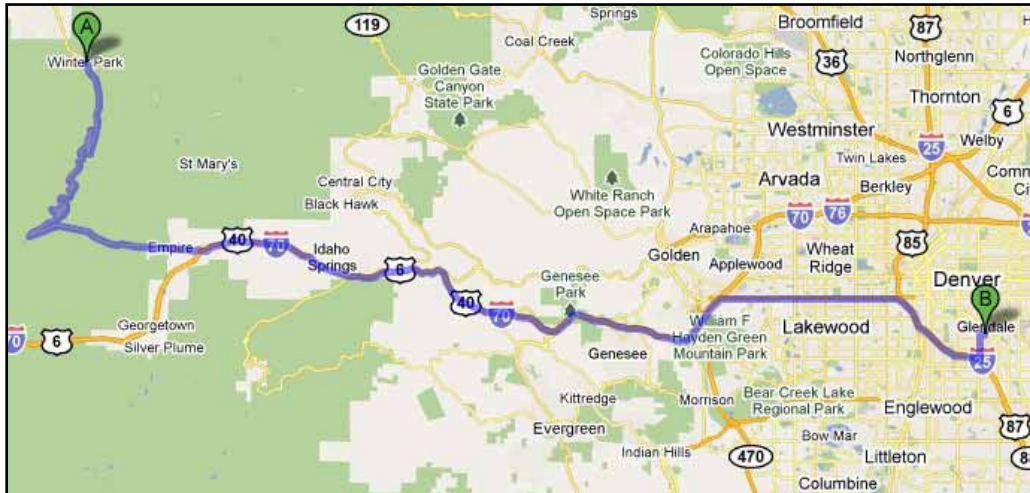 119
Springs
Broomfield
87
A
Winter Park
Coal Creek
Colorado Hills
Open Space
36
Northglenn
Golden Gate
Canyon
State Park
Thornton
6
Westminster
Welby
25
Twin Lakes
Comm
Cit
St Mary's
Arvada
Berkley
Central City
White Ranch
Open Space Park
70
76
Black Hawk
Arapahoe
Wheat
Ridge
85
Empire
40
70
Idaho
Springs
Golden
Applewood
6
Genesee
Park
Denver
B
40
70
Glendale
Georgetown
William F
Hayden Green
Mountain Park
Lakewood
70
6
Silver Plume
Genesee
25
Kittredge
Morrison
Bear Creek Lake
Regional Park
Englewood
Evergreen
87
Indian Hills
Bow Mar
470
Littleton
83
Columbine